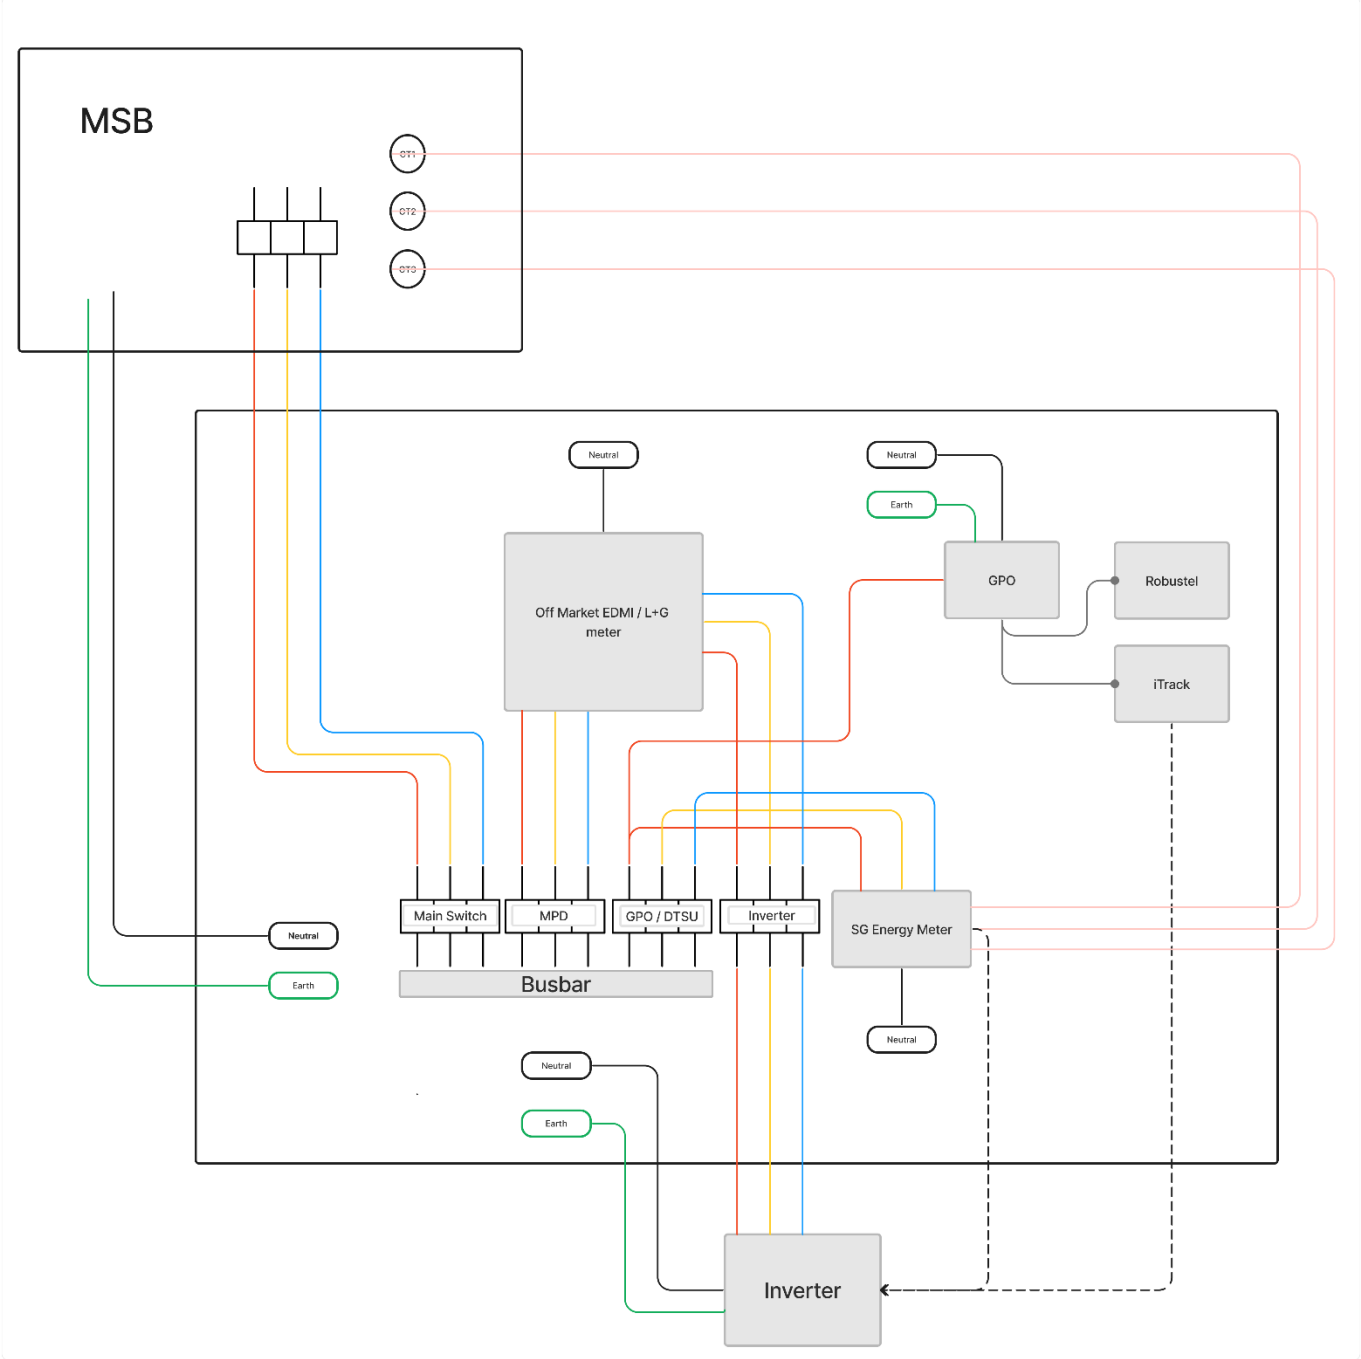 MSB
CT1
CT2
CT3
Neutral
Neutral
Earth
Off Market EDMI / L+G
meter
GPO
Robustel
iTrack
Main Switch
MPD
GPO / DTSU
Inverter
SG Energy Meter
Neutral
Earth
Busbar
Neutral
Neutral
Earth
Inverter